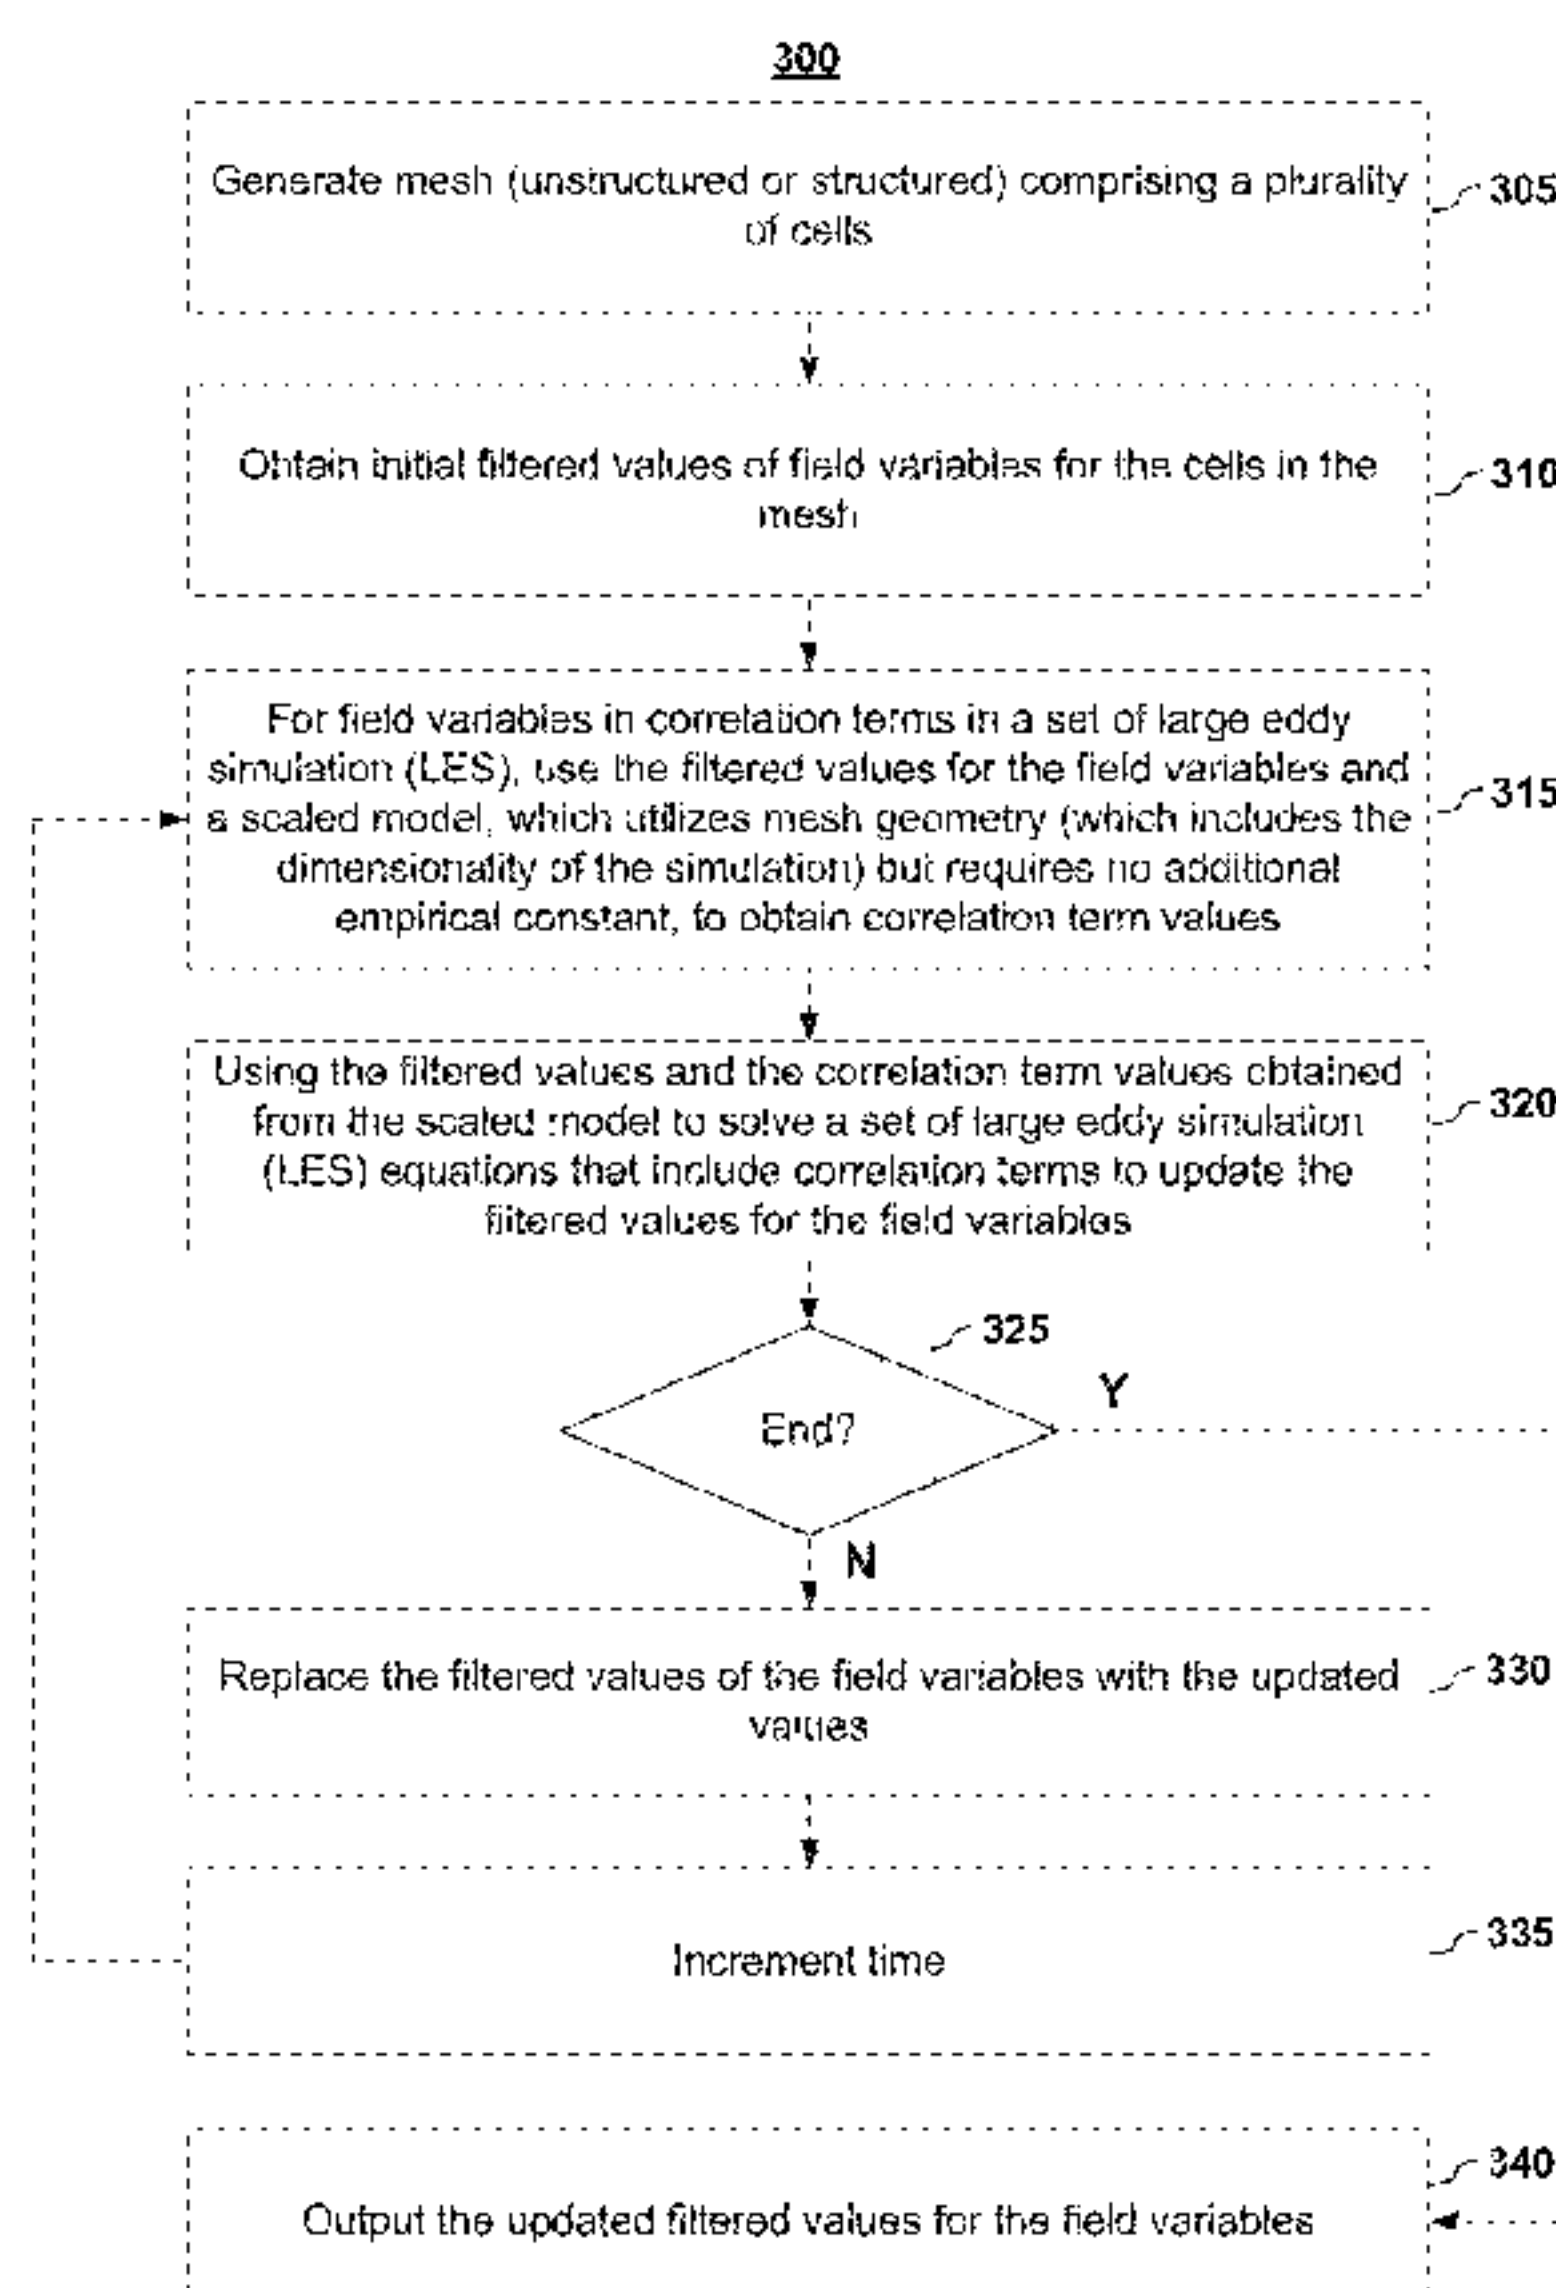 300
Generate mesh (unstructured or structured) comprising a plurality
of cells
305
Obtain initial filtered values of field variables for the cells in the
mesh
310
For field variables in correlation terms in a set of large eddy
simulation (LES), use the filtered values for the field variables and
a scaled model, which utilizes mesh geometry (which includes the
dimensionality of the simulation) but requires no additional
empirical constant, to obtain correlation term values
315
Using the filtered values and the correlation term values obtained
from the scaled model to solve a set of large eddy simulation
(LES) equations that include correlation terms to update the
filtered values for the field variables
320
325
End?
Y
N
Replace the filtered values of the field variables with the updated
values
330
Increment time
335
Output the updated filtered values for the field variables
340